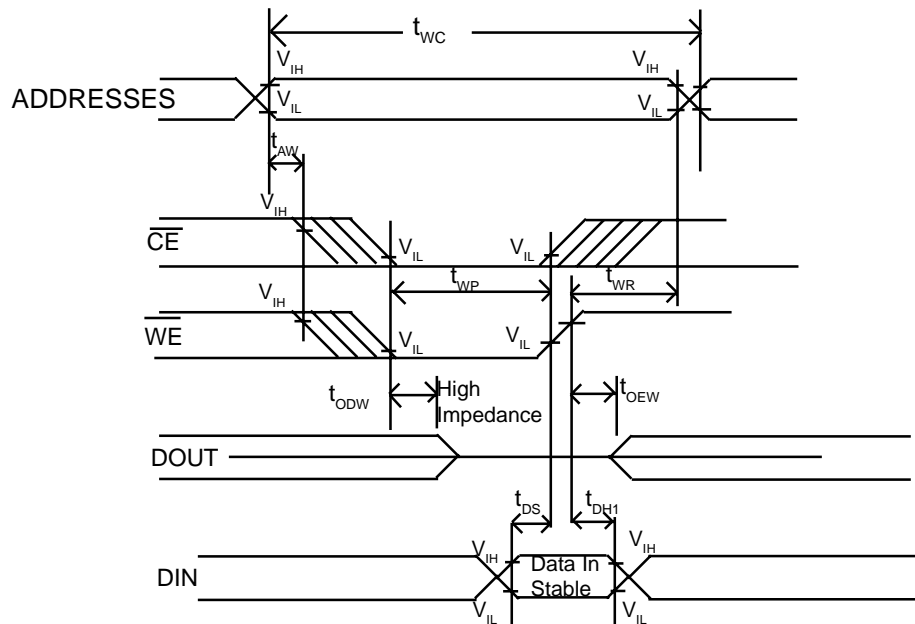 tWC
VIH
VIH
ADDRESSES
VIL
VIL
tAW
VIH
CE
VIL
VIL
tWP
tWR
VIH
WE
VIL
VIL
tODW
High
Impedance
tOEW
DOUT
tDS
tDH1
VIH
VIH
DIN
Data In
Stable
VIL
VIL